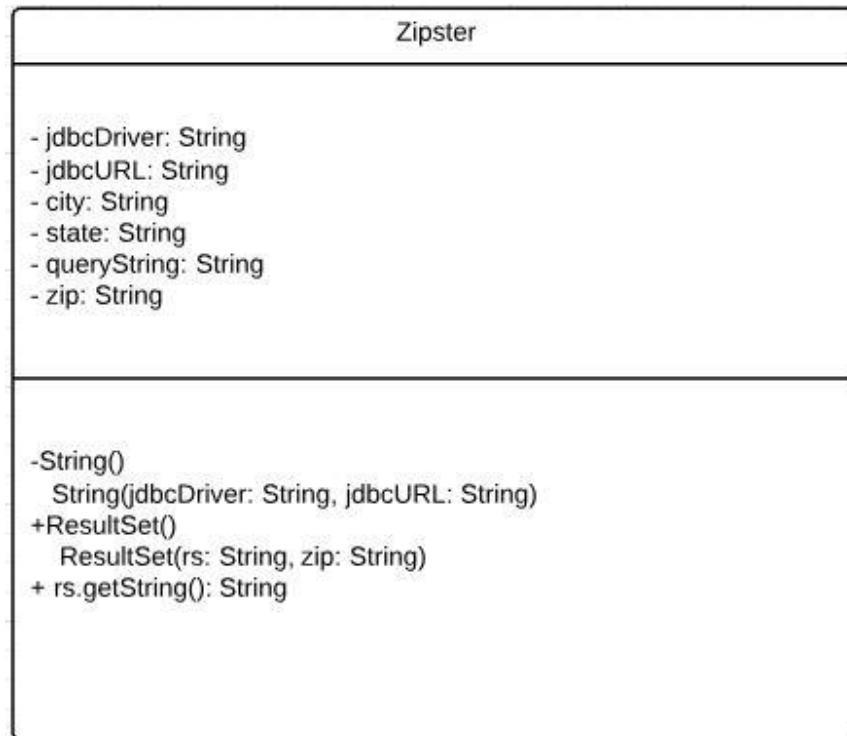 Zipster
- jdbcDriver: String
- jdbcURL: String
- city: String
- state: String
- queryString: String
- zip: String
-String()
String(jdbcDriver: String, jdbcURL: String)
+ResultSet()
ResultSet(rs: String, zip: String)
+ rs.getString(): String